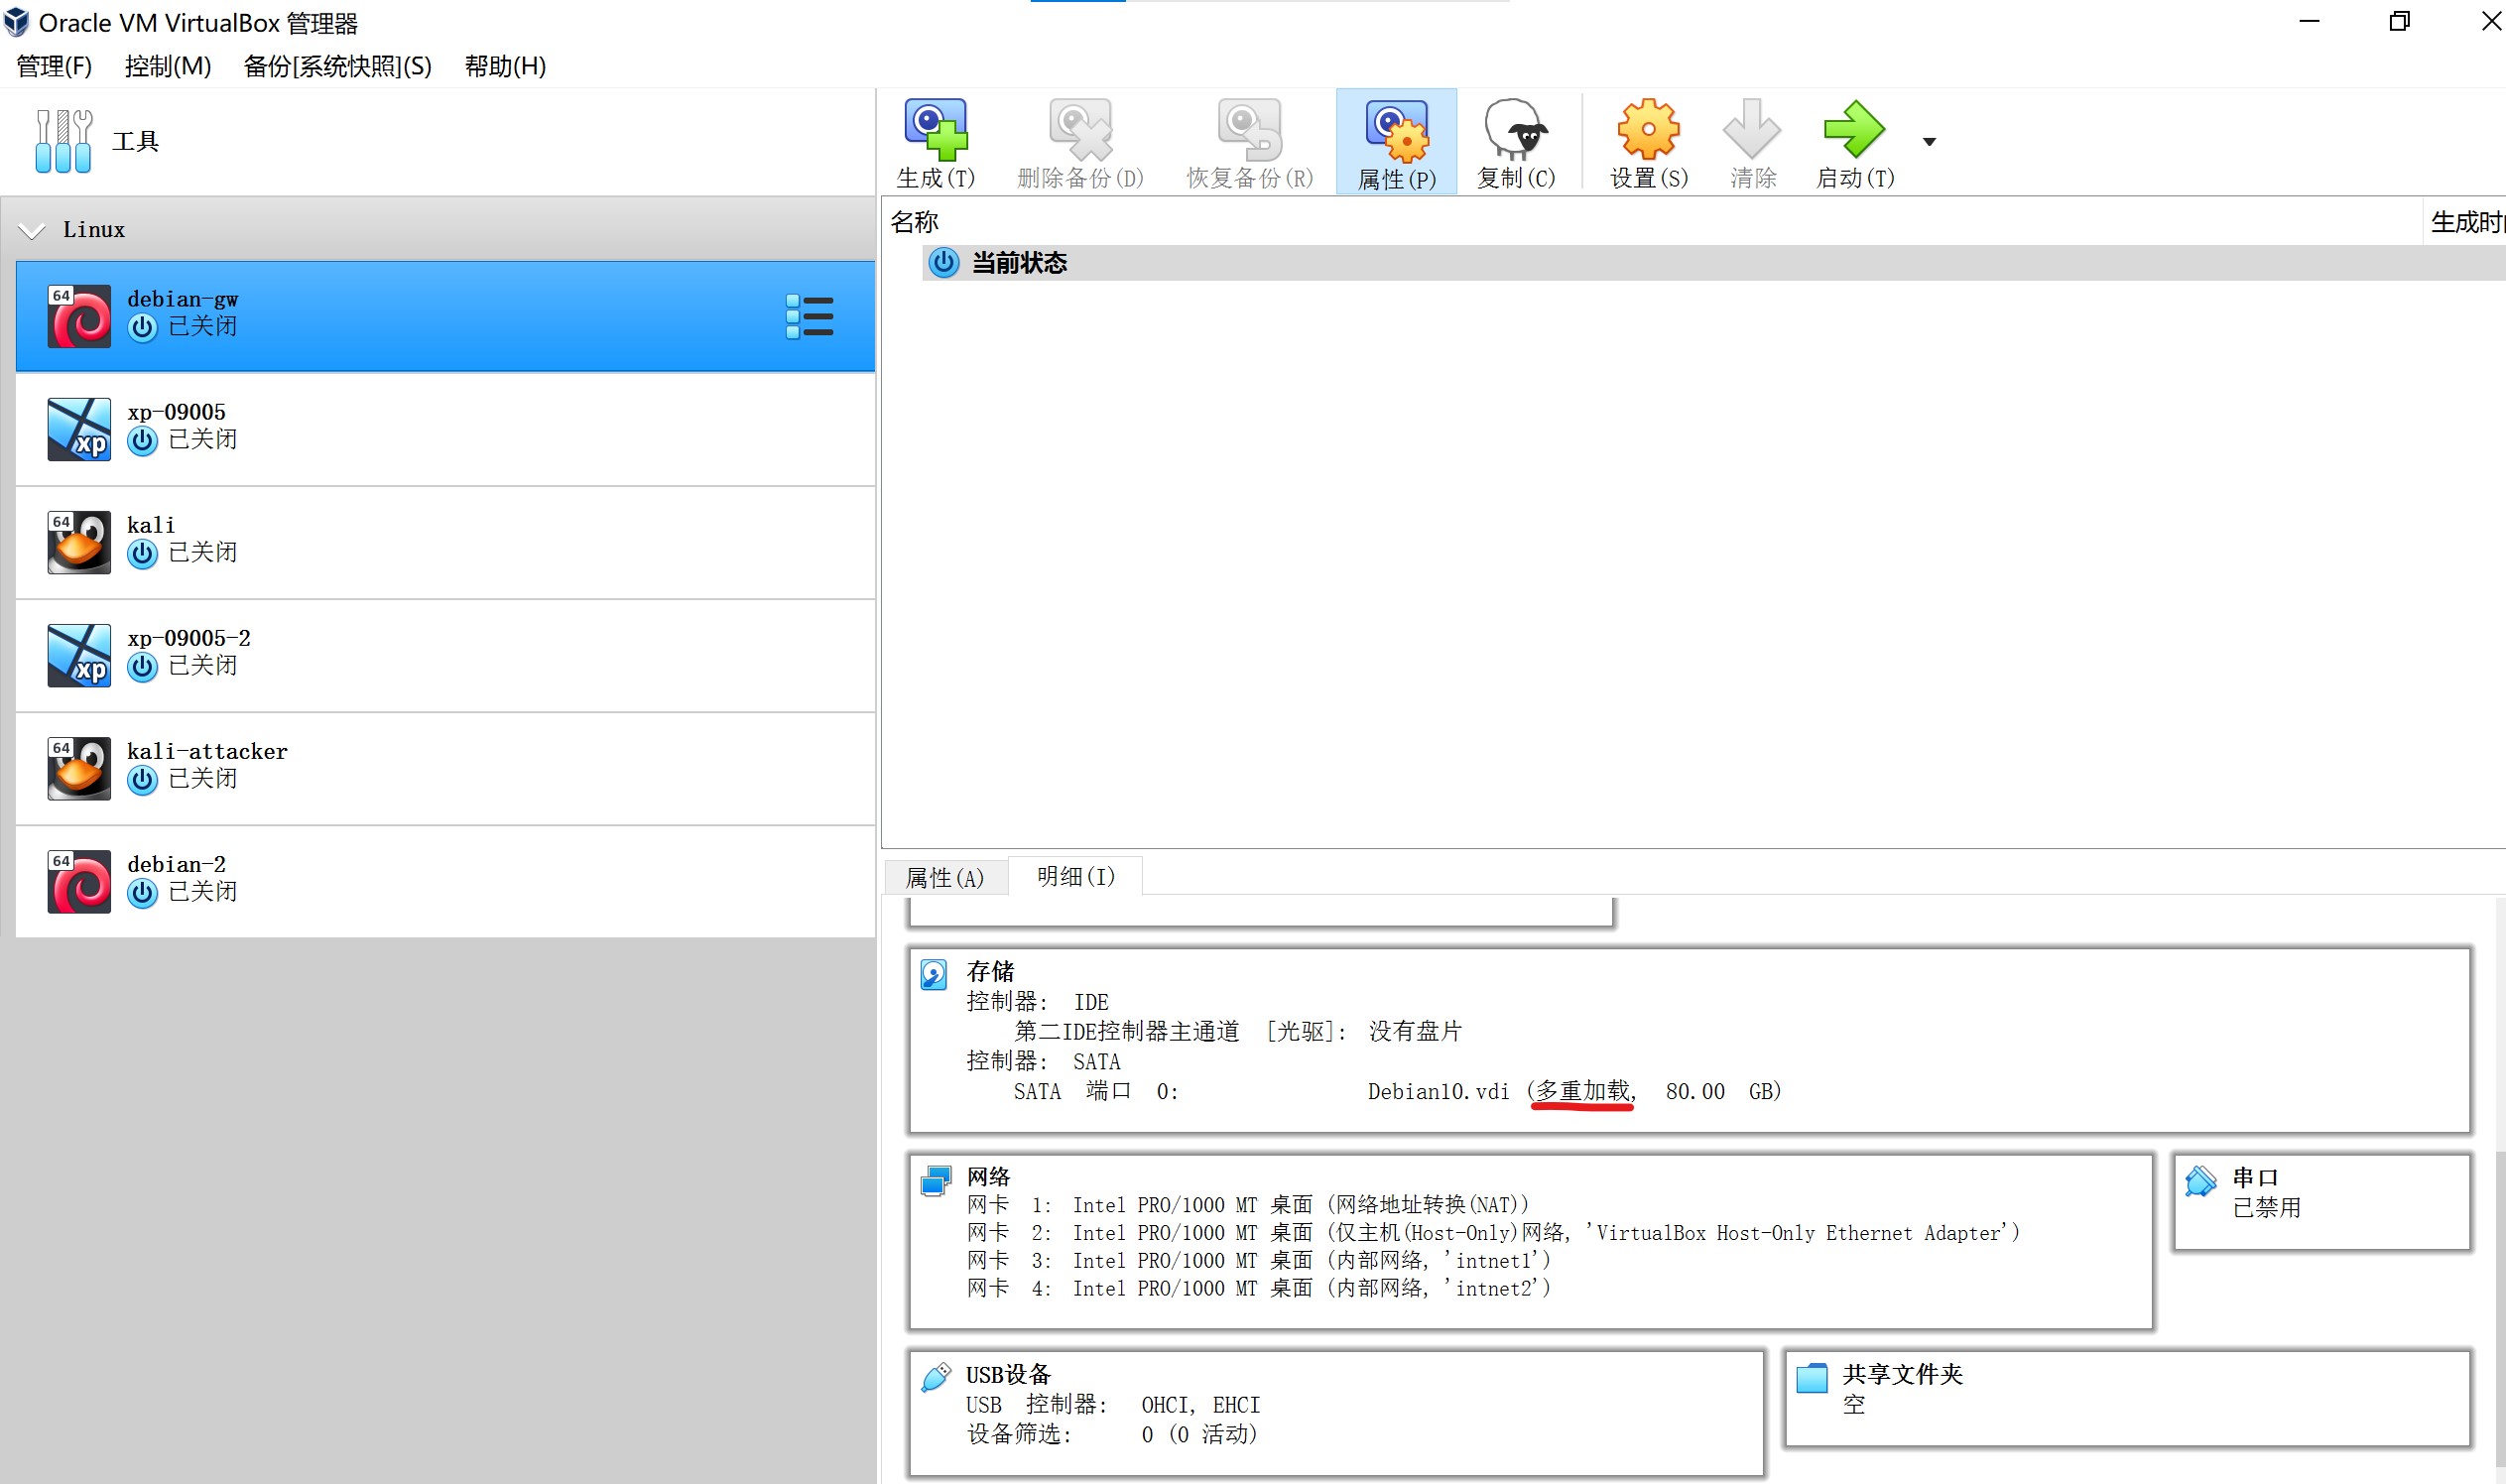 Oracle VM VirtualBox 管理器
管理(F) 控制(M) 备份[系统快照](S) 帮助(H)
工具
生成(T) 删除备份(D) 恢复备份(R) 属性(P) 复制(C) 设置(S) 清除 启动(T)
Linux
64 debian-gw
已关闭
xp xp-09005
已关闭
64 kali
已关闭
xp xp-09005-2
已关闭
64 kali-attacker
已关闭
64 debian-2
已关闭
名称 生成时
当前状态
属性(A) 明细(I)
存储
控制器: IDE
第二IDE控制器主通道 [光驱]: 没有盘片
控制器: SATA
SATA 端口 0: Debian10.vdi (多重加载, 80.00 GB)
网络
网卡 1: Intel PRO/1000 MT 桌面 (网络地址转换(NAT))
网卡 2: Intel PRO/1000 MT 桌面 (仅主机(Host-Only)网络, 'VirtualBox Host-Only Ethernet Adapter')
网卡 3: Intel PRO/1000 MT 桌面 (内部网络, 'intnet1')
网卡 4: Intel PRO/1000 MT 桌面 (内部网络, 'intnet2')
串口
已禁用
USB设备
USB 控制器: OHCI, EHCI
设备筛选: 0 (0 活动)
共享文件夹
空